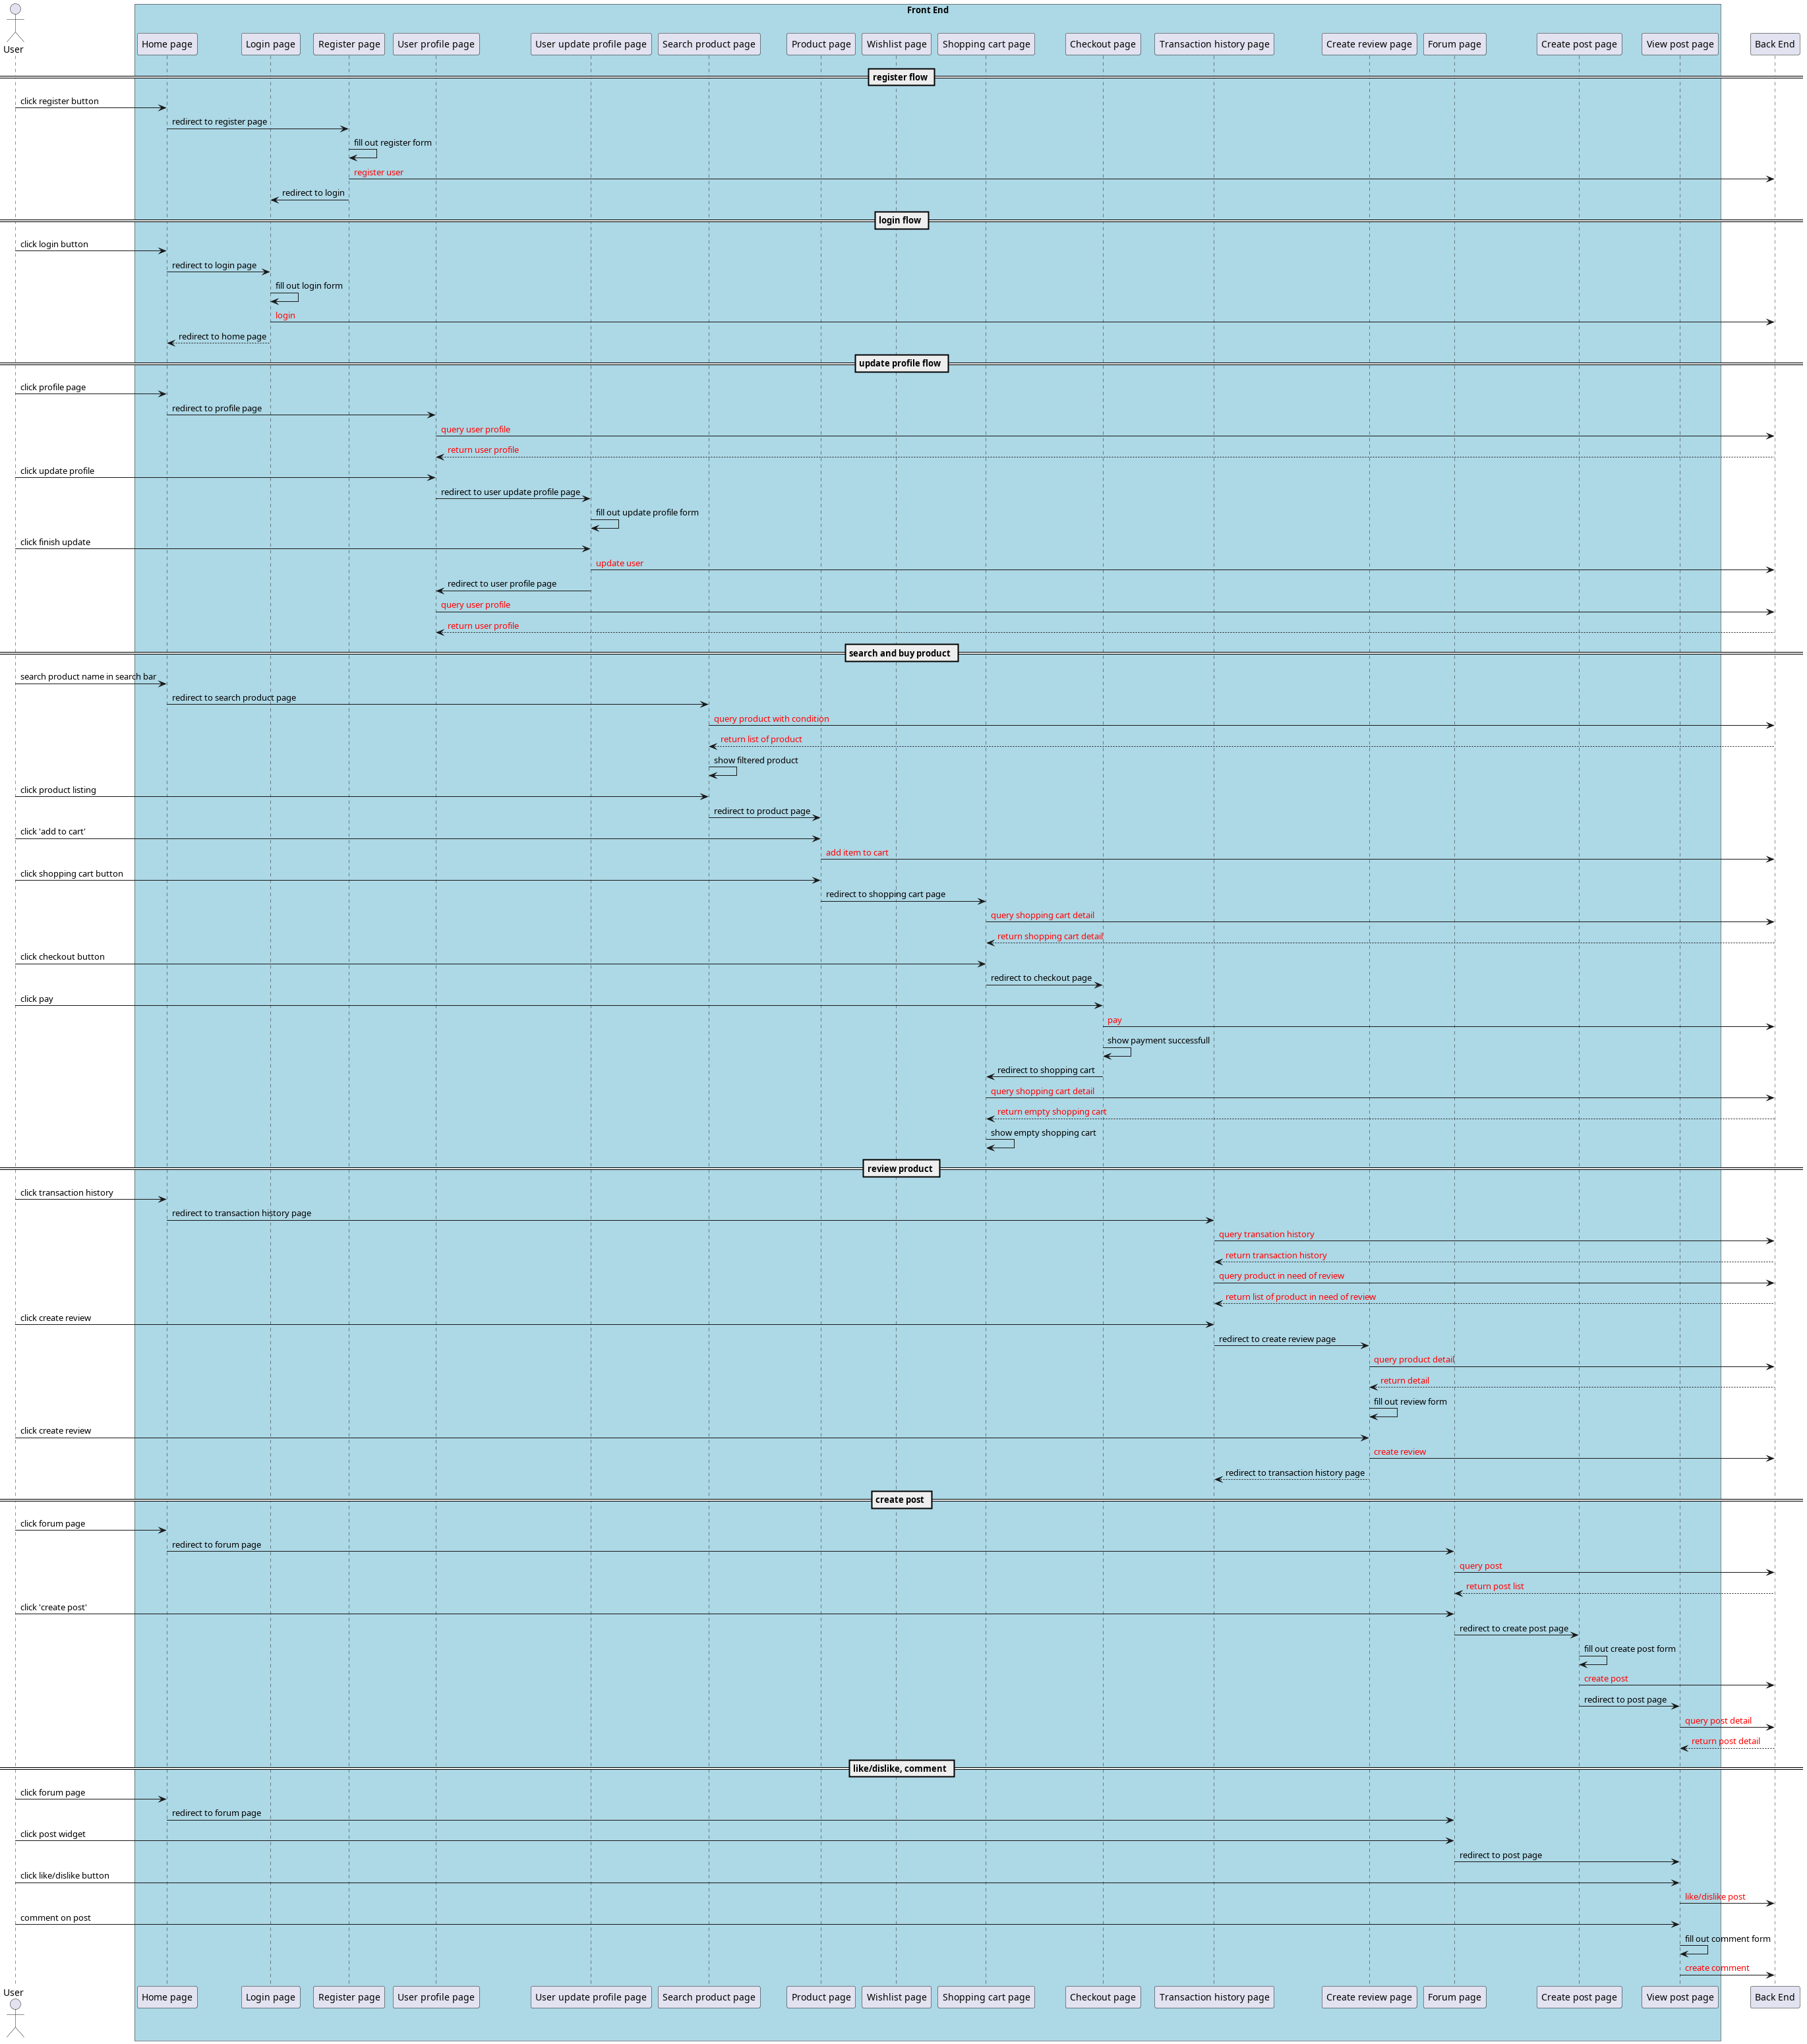 Front End
User
Home page
Login page
Register page
User profile page
User update profile page
Search product page
Product page
Wishlist page
Shopping cart page
Checkout page
Transaction history page
Create review page
Forum page
Create post page
View post page
Back End
register flow
click register button
redirect to register page
fill out register form
register user
redirect to login
login flow
click login button
redirect to login page
fill out login form
login
redirect to home page
update profile flow
click profile page
redirect to profile page
query user profile
return user profile
click update profile
redirect to user update profile page
fill out update profile form
click finish update
update user
redirect to user profile page
query user profile
return user profile
search and buy product
search product name in search bar
redirect to search product page
query product with condition
return list of product
show filtered product
click product listing
redirect to product page
click 'add to cart'
add item to cart
click shopping cart button
redirect to shopping cart page
query shopping cart detail
return shopping cart detail
click checkout button
redirect to checkout page
click pay
pay
show payment successfull
redirect to shopping cart
query shopping cart detail
return empty shopping cart
show empty shopping cart
review product
click transaction history
redirect to transaction history page
query transation history
return transaction history
query product in need of review
return list of product in need of review
click create review
redirect to create review page
query product detail
return detail
fill out review form
click create review
create review
redirect to transaction history page
create post
click forum page
redirect to forum page
query post
return post list
click 'create post'
redirect to create post page
fill out create post form
create post
redirect to post page
query post detail
return post detail
like/dislike, comment
click forum page
redirect to forum page
click post widget
redirect to post page
click like/dislike button
like/dislike post
comment on post
fill out comment form
create comment
User
Home page
Login page
Register page
User profile page
User update profile page
Search product page
Product page
Wishlist page
Shopping cart page
Checkout page
Transaction history page
Create review page
Forum page
Create post page
View post page
Back End